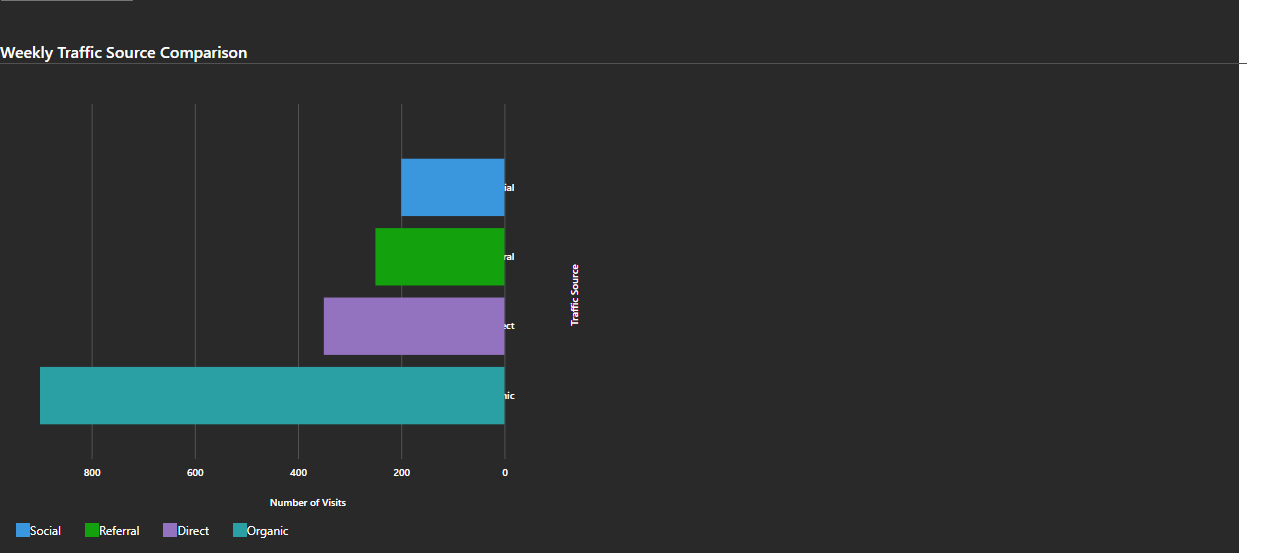 Weekly Traffic Source Comparison
ial
ral
ect
nic
Traffic Source
800 600 400 200 0
Number of Visits
Social Referral Direct Organic